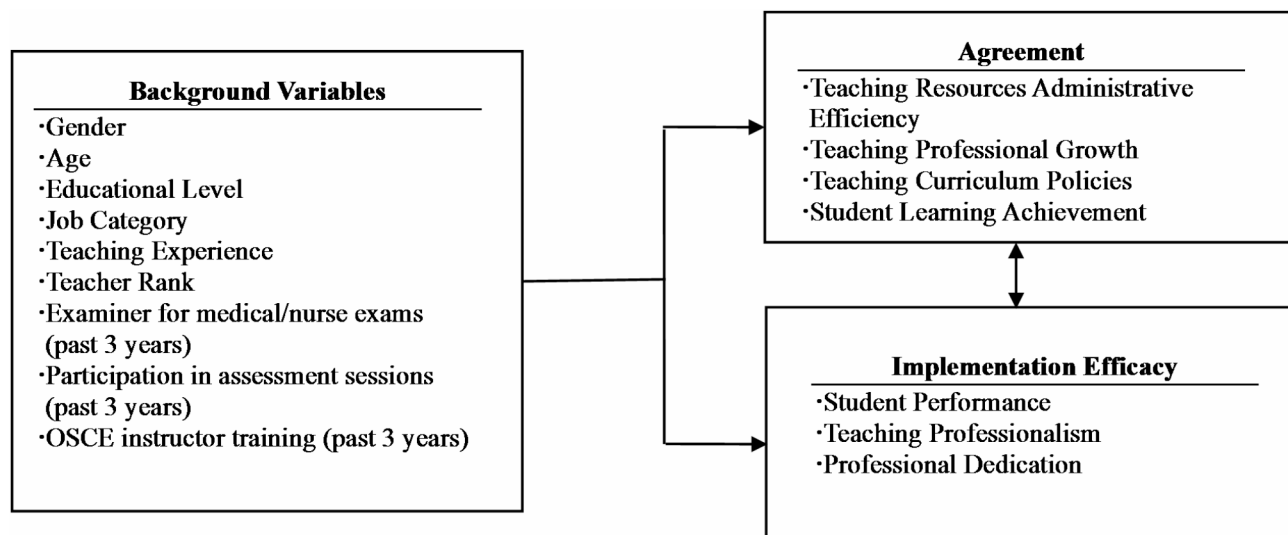 Background Variables
·Gender
·Age
·Educational Level
·Job Category
·Teaching Experience
·Teacher Rank
·Examiner for medical/nurse exams
(past 3 years)
·Participation in assessment sessions
(past 3 years)
·OSCE instructor training (past 3 years)
Agreement
·Teaching Resources Administrative
Efficiency
·Teaching Professional Growth
·Teaching Curriculum Policies
·Student Learning Achievement
Implementation Efficacy
·Student Performance
·Teaching Professionalism
·Professional Dedication